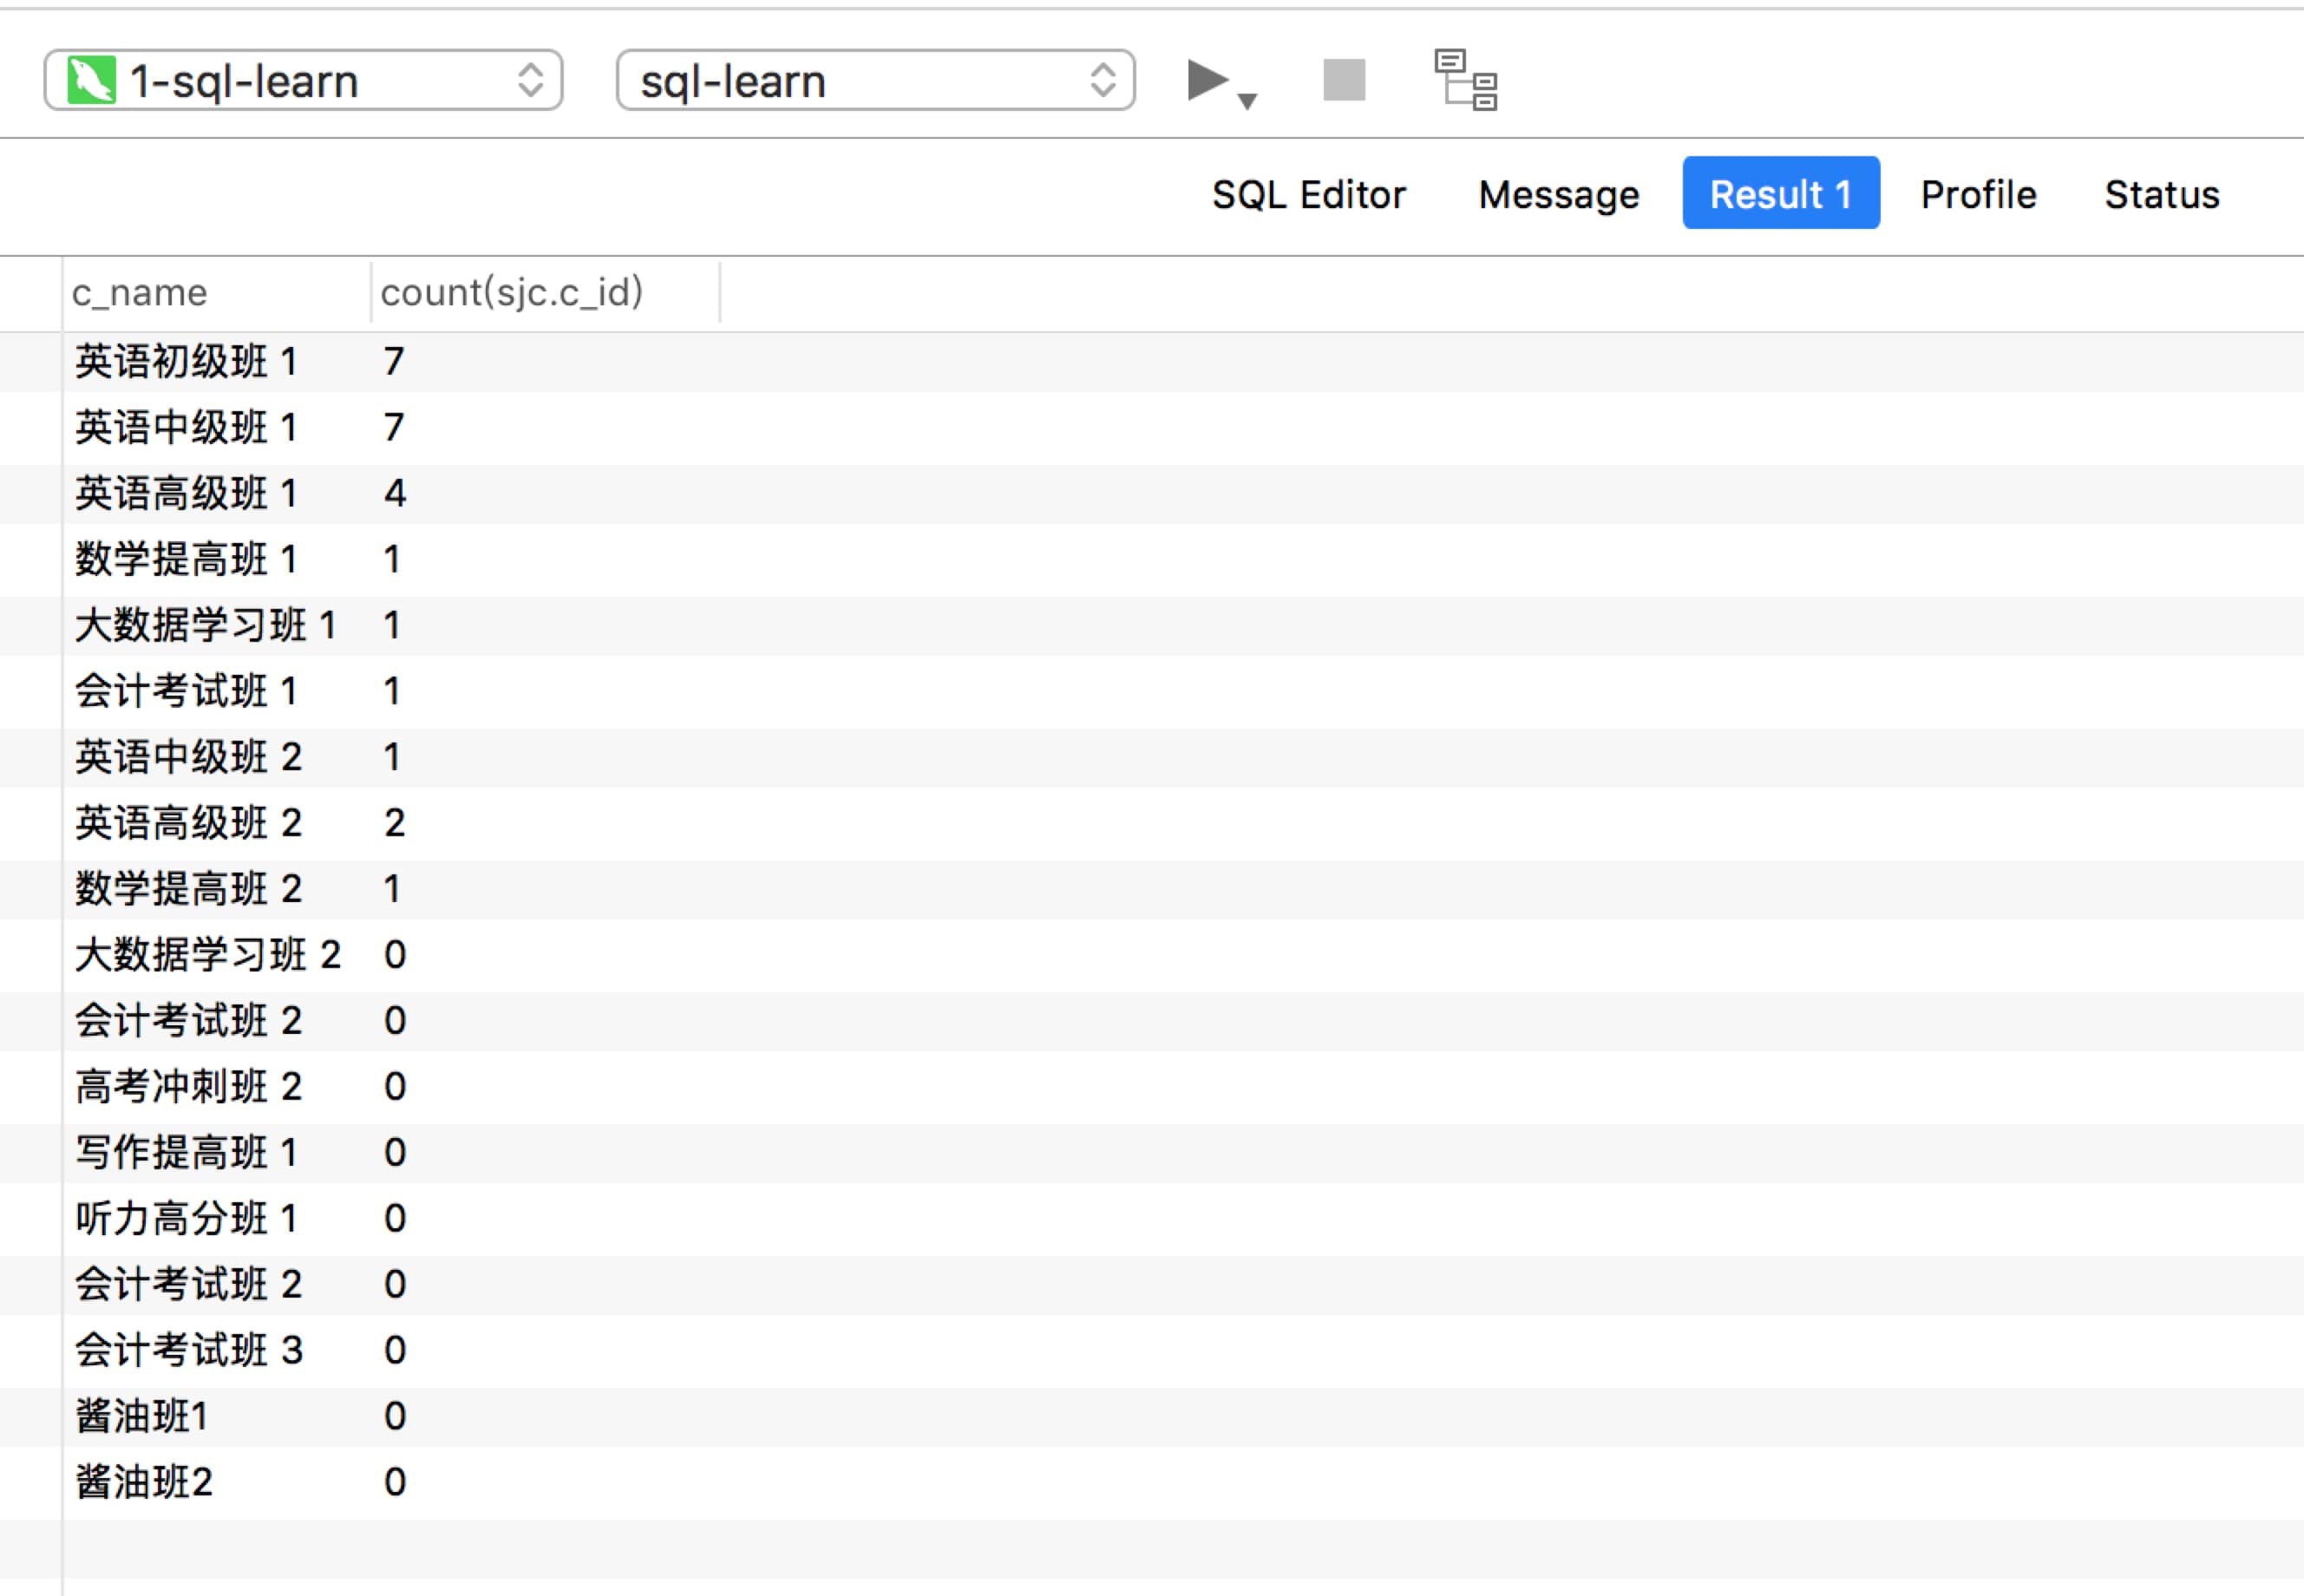 1-sql-learn sql-learn
SQL Editor Message Result 1 Profile Status
c_name count(sjc.c_id)
英语初级班 1 7
英语中级班 1 7
英语高级班 1 4
数学提高班 1 1
大数据学习班 1 1
会计考试班 1 1
英语中级班 2 1
英语高级班 2 2
数学提高班 2 1
大数据学习班 2 0
会计考试班 2 0
高考冲刺班 2 0
写作提高班 1 0
听力高分班 1 0
会计考试班 2 0
会计考试班 3 0
酱油班1 0
酱油班2 0